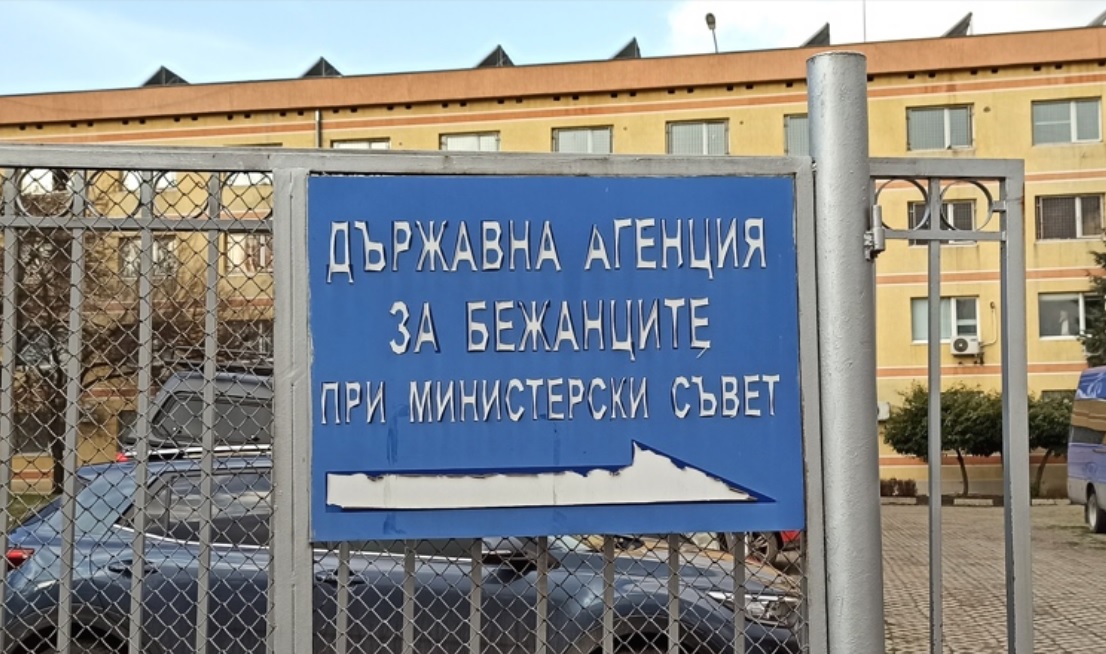 ДЪРЖАВНА АГЕНЦИЯ
ЗА БЕЖАНЦИТЕ
ПРИ МИНИСТЕРСКИ СЪВЕТ